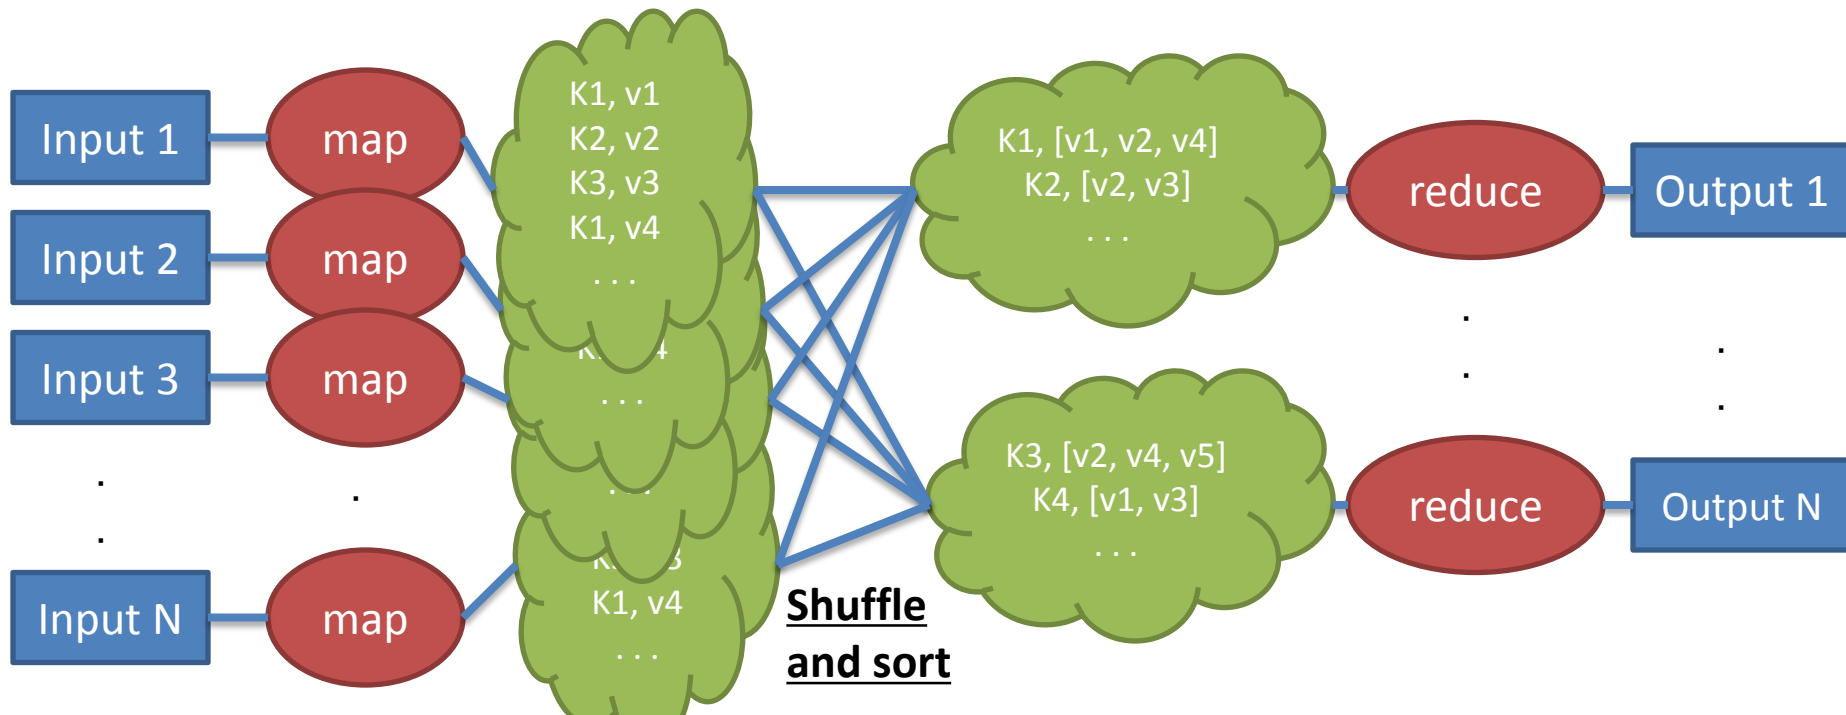 Input 1
map
Input 2
map
Input 3
map
.
.
.
Input N
map
K1, v1
K2, v2
K3, v3
K1, v4
. . .
. . .
. . .
K1, v4
. . .
Shuffle
and sort
K1, [v1, v2, v4]
K2, [v2, v3]
. . .
K3, [v2, v4, v5]
K4, [v1, v3]
. . .
reduce
Output 1
.
.
.
.
reduce
Output N